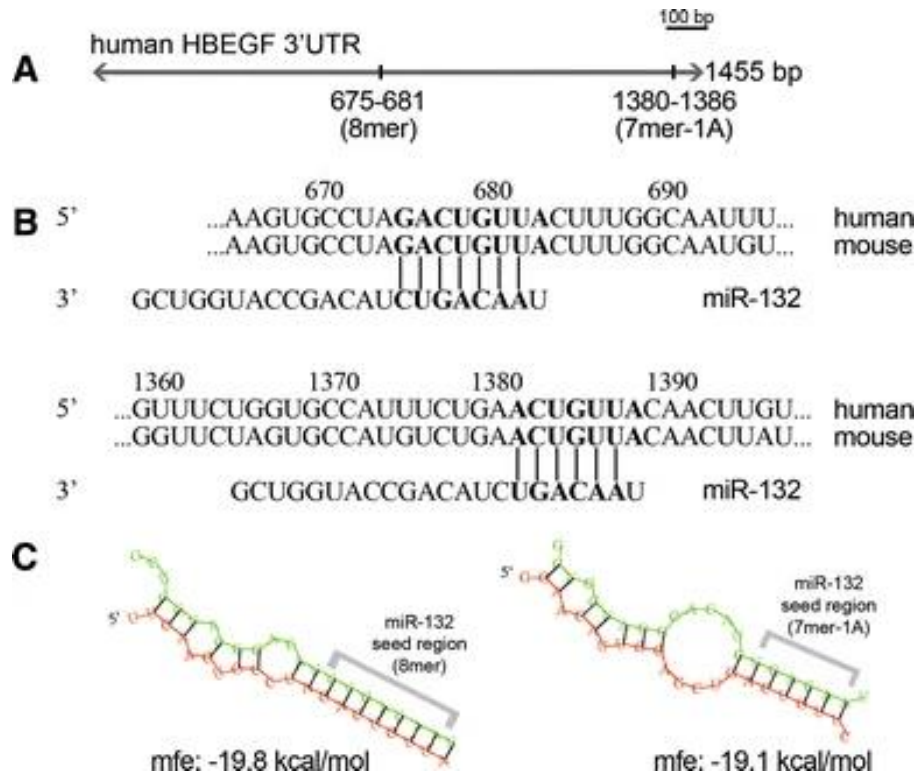 100 bp
human HBEGF 3'UTR
A
1455 bp
675-681 1380-1386
(8mer) (7mer-1A)
670 680 690
B 5' ...AAGUGCCUAGACUGUUACUUUGGCAAUUU... human
...AAGUGCCUAGACUGUUACUUUGGCAAUGU... mouse
3' GCUGGUACCGACAUCUGACAAU miR-132
1360 1370 1380 1390
5' ...GUUUCUGGUGCCAUUUCUGAACUGUUACAACUUGU... human
...GGUUCUAGUGCCAUGUCUGAACUGUUACAACUUAU... mouse
3' GCUGGUACCGACAUCUGACAAU miR-132
C
5' miR-132
seed region
(8mer)
mfe: -19.8 kcal/mol
5' miR-132
seed region
(7mer-1A)
mfe: -19.1 kcal/mol